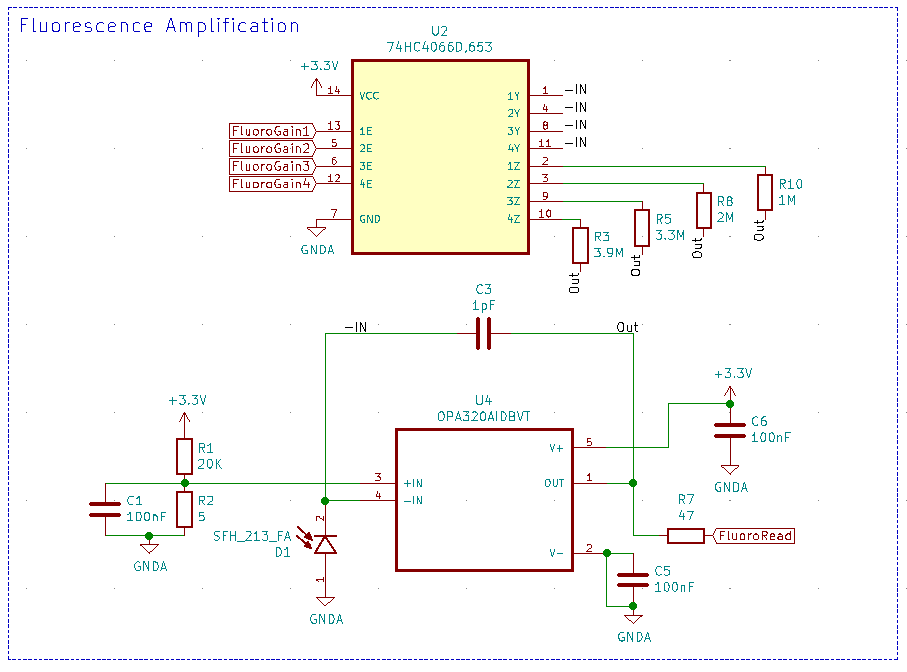 Fluorescence Amplification
U2
74HC4066D,653
+3.3V
14 VCC
13 1E
5 2E
6 3E
12 4E
7 GND
FluoroGain1
FluoroGain2
FluoroGain3
FluoroGain4
GNDA
1Y 1 -IN
2Y 4 -IN
3Y 8 -IN
4Y 11 -IN
1Z 2
2Z 3
3Z 9
4Z 10
R10
1M
Out
R8
2M
Out
R5
3.3M
Out
R3
3.9M
Out
C3
1pF
-IN
Out
+3.3V
R1
20K
C1
100nF
R2
5
GNDA
U4
OPA320AIDBVT
3 +IN
4 -IN
V+ 5
OUT 1
V- 2
2
SFH_213_FA
D1
1
GNDA
+3.3V
C6
100nF
GNDA
R7
47
FluoroRead
C5
100nF
GNDA